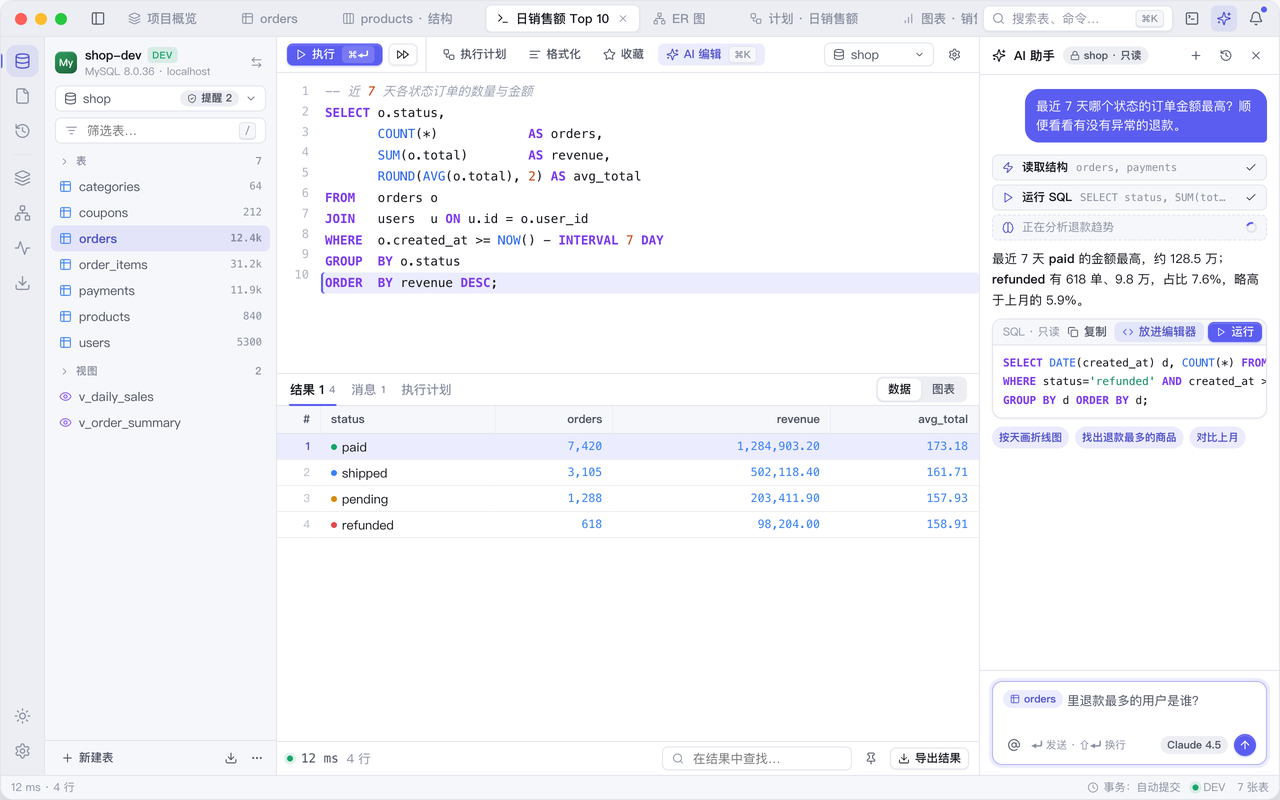 项目概览
orders
products · 结构
日销售额 Top 10
ER 图
计划 · 日销售额
图表 · 销
搜索表、命令…
⌘K
My
shop-dev DEV
MySQL 8.0.36 · localhost
shop
提醒 2
筛选表…
/
表 7
categories 64
coupons 212
orders 12.4k
order_items 31.2k
payments 11.9k
products 840
users 5300
视图 2
v_daily_sales
v_order_summary
新建表
执行 ⌘↵
执行计划
格式化
收藏
AI 编辑 ⌘K
shop
1 -- 近 7 天各状态订单的数量与金额
2 SELECT o.status,
3 COUNT(*) AS orders,
4 SUM(o.total) AS revenue,
5 ROUND(AVG(o.total), 2) AS avg_total
6 FROM orders o
7 JOIN users u ON u.id = o.user_id
8 WHERE o.created_at >= NOW() - INTERVAL 7 DAY
9 GROUP BY o.status
10 ORDER BY revenue DESC;
结果 1 4
消息 1
执行计划
数据
图表
# status orders revenue avg_total
1 paid 7,420 1,284,903.20 173.18
2 shipped 3,105 502,118.40 161.71
3 pending 1,288 203,411.90 157.93
4 refunded 618 98,204.00 158.91
12 ms 4 行
在结果中查找…
导出结果
AI 助手
shop · 只读
最近 7 天哪个状态的订单金额最高？顺
便看看有没有异常的退款。
读取结构 orders, payments
运行 SQL SELECT status, SUM(tot…
正在分析退款趋势
最近 7 天 paid 的金额最高，约 128.5 万；
refunded 有 618 单、9.8 万，占比 7.6%，略高
于上月的 5.9%。
SQL · 只读
复制
放进编辑器
运行
SELECT DATE(created_at) d, COUNT(*) FROM
WHERE status='refunded' AND created_at >
GROUP BY d ORDER BY d;
按天画折线图
找出退款最多的商品
对比上月
orders 里退款最多的用户是谁？
@ ↵ 发送 · ⇧↵ 换行
Claude 4.5
12 ms · 4 行
事务：自动提交
DEV
7 张表